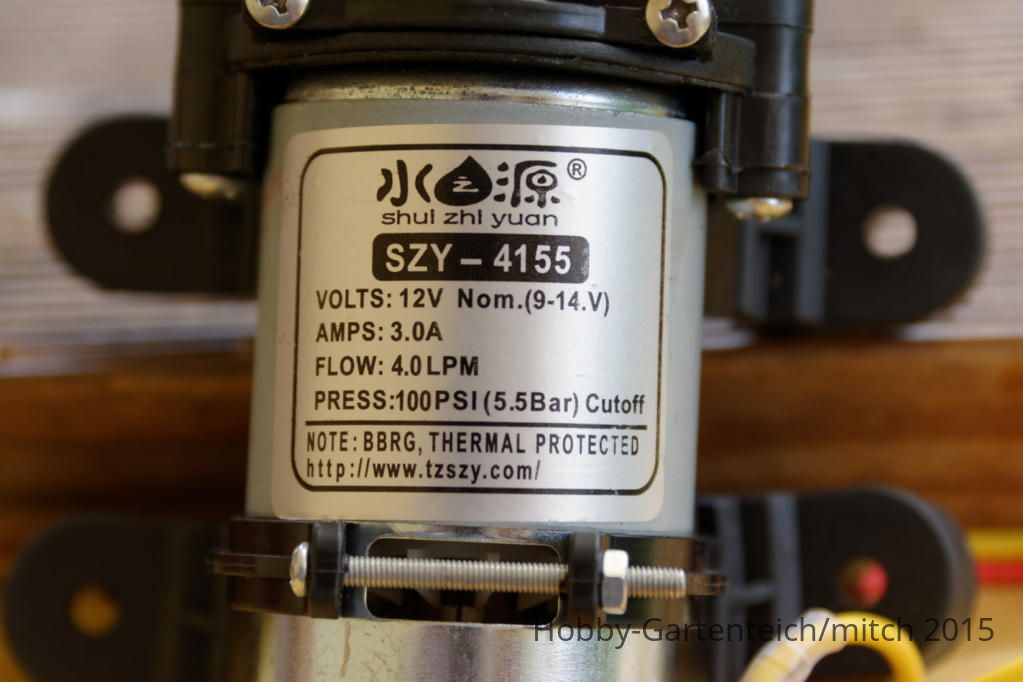 水之源®
shui zhi yuan
SZY – 4155
VOLTS: 12V Nom.(9-14.V)
AMPS: 3.0A
FLOW: 4.0 LPM
PRESS:100PSI (5.5Bar) Cutoff
NOTE: BBRG, THERMAL PROTECTED
http://www.tzszy.com/
Hobby-Gartenteich/mitch 2015